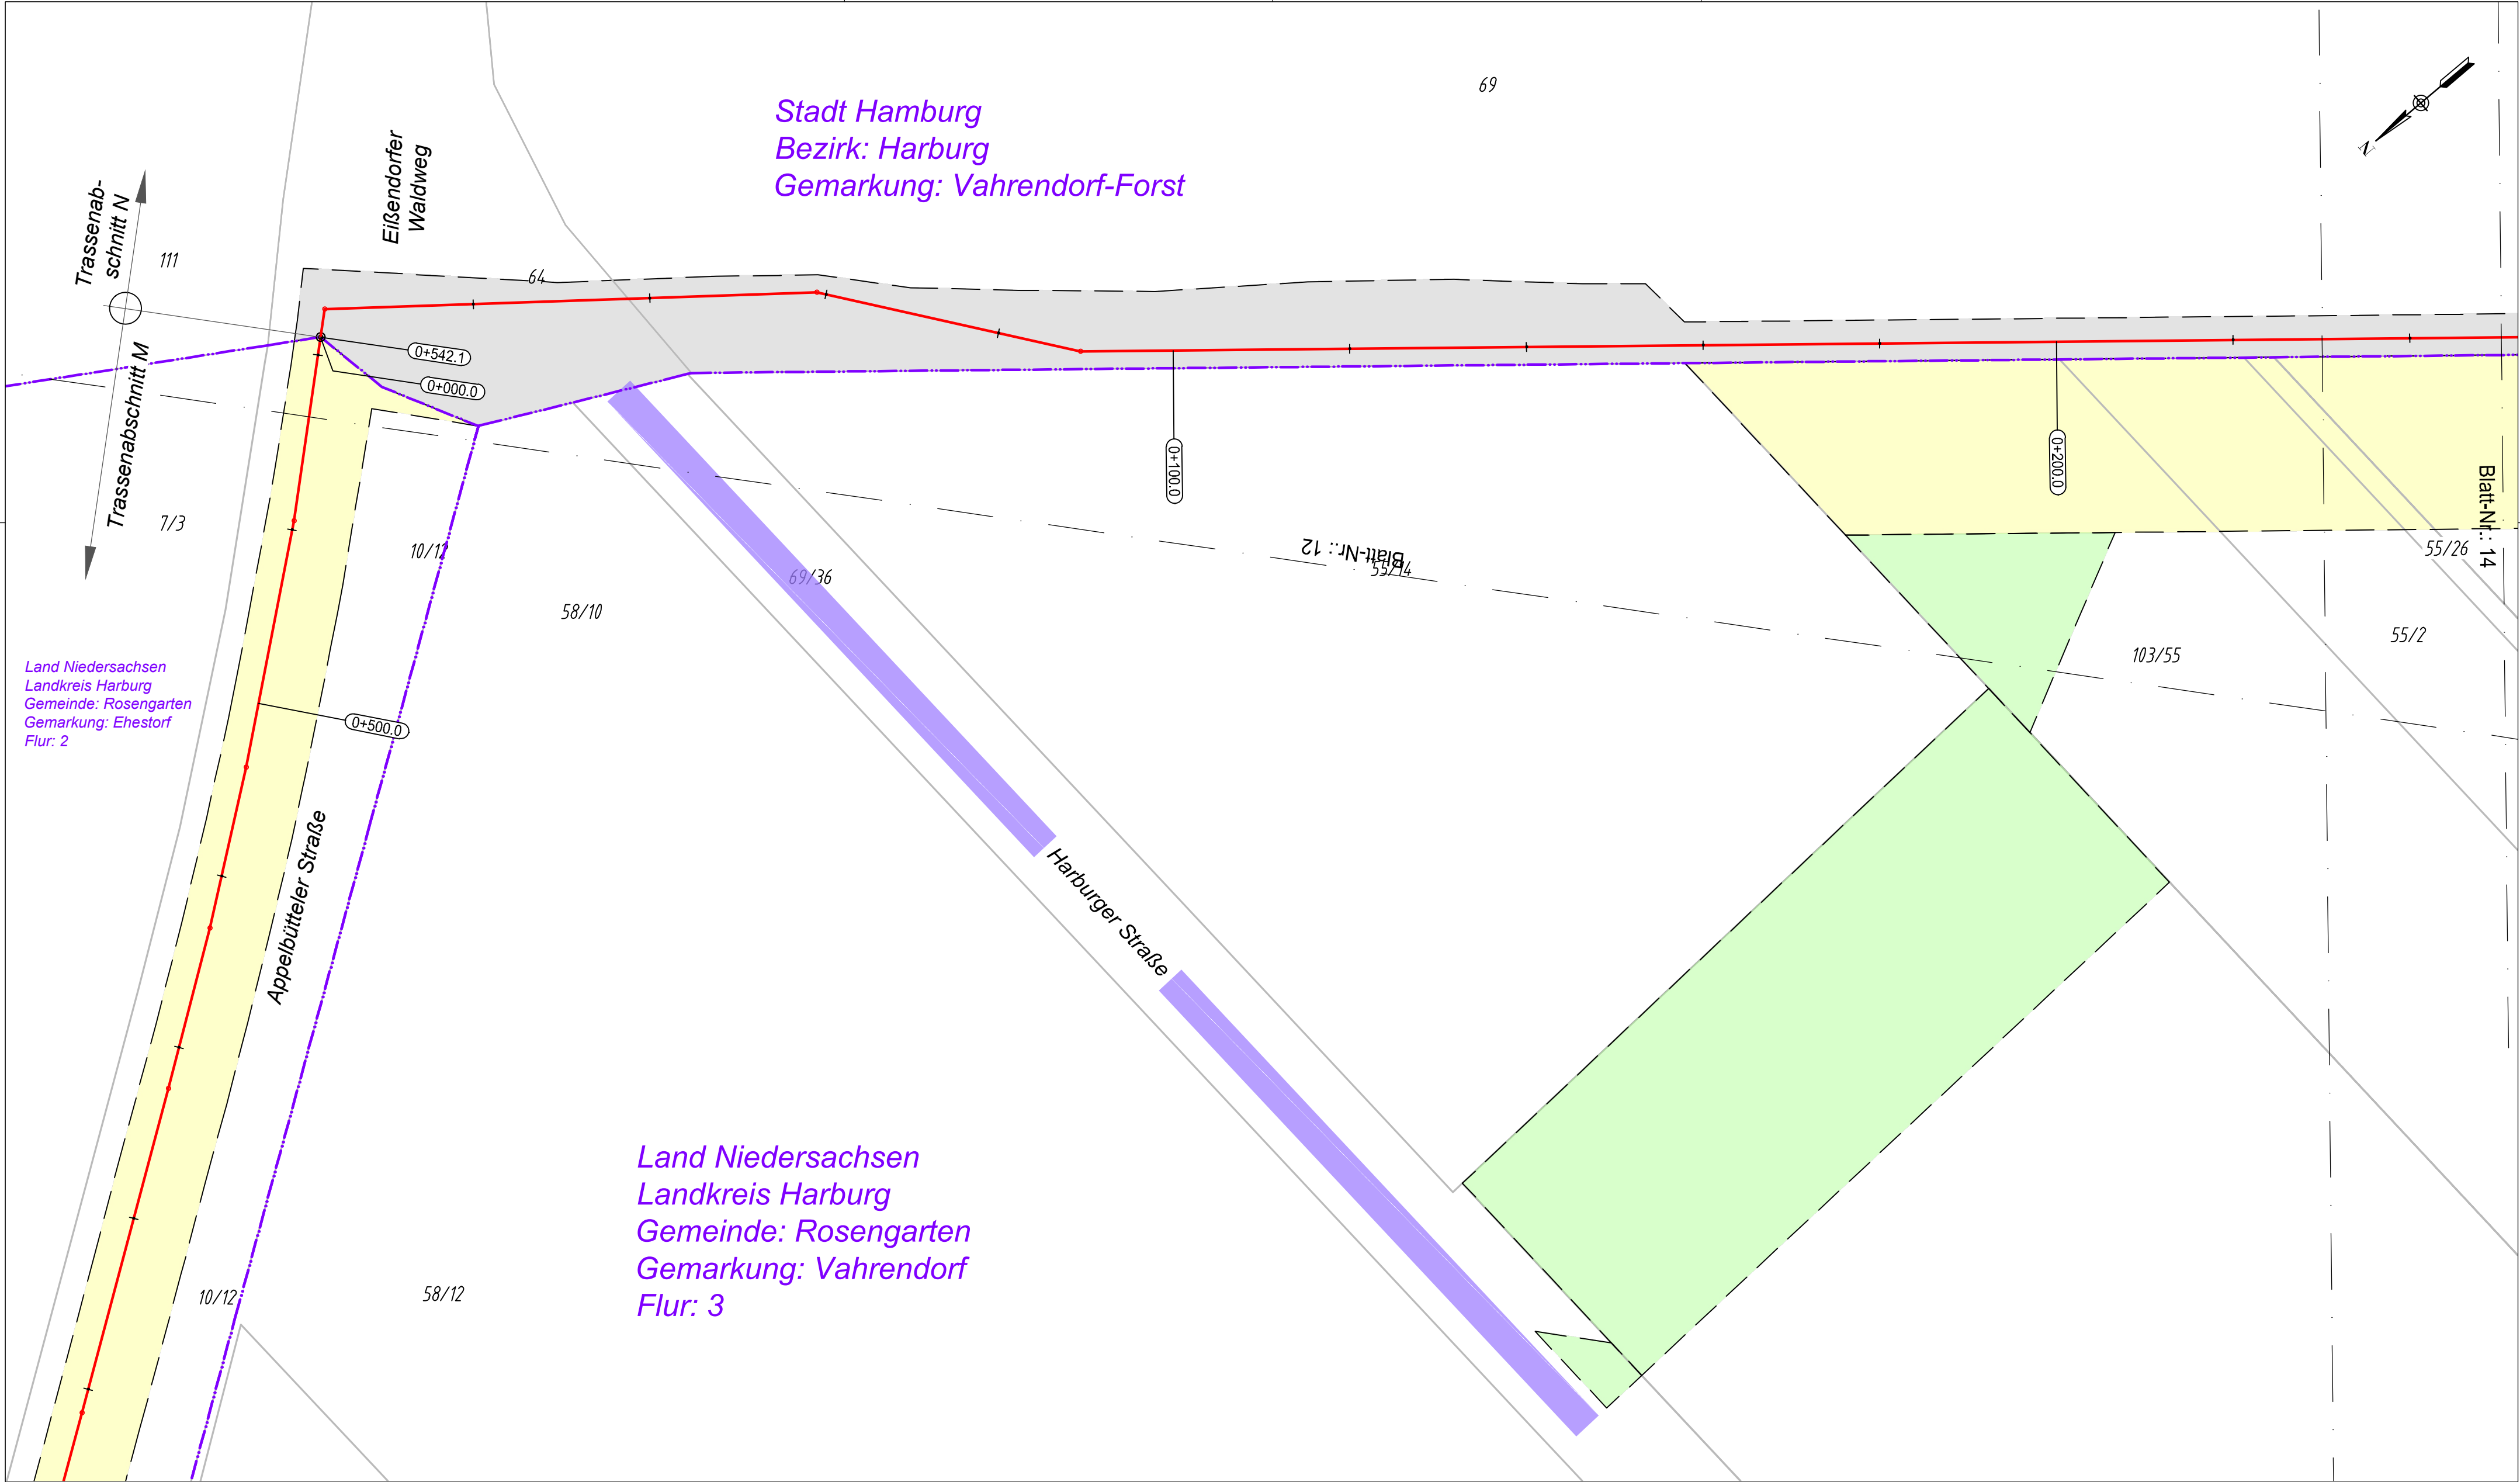 69
Stadt Hamburg
Bezirk: Harburg
Gemarkung: Vahrendorf-Forst
N
Eißendorfer
Waldweg
Trassenab-
schnitt N
111
64
Trassenabschnitt M
0+542.1
0+000.0
0+100.0
0+200.0
Blatt-Nr.: 14
7/3
10/12
69/36
Blatt-Nr.: 12
55/14
55/26
58/10
103/55
55/2
Land Niedersachsen
Landkreis Harburg
Gemeinde: Rosengarten
Gemarkung: Ehestorf
Flur: 2
0+500.0
Appelbütteler Straße
Harburger Straße
Land Niedersachsen
Landkreis Harburg
Gemeinde: Rosengarten
Gemarkung: Vahrendorf
Flur: 3
10/12
58/12